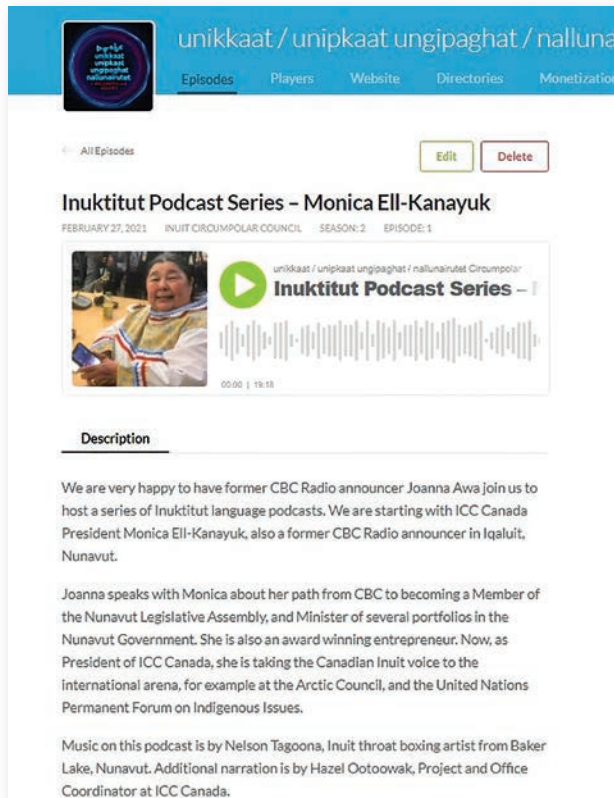 unikkaat / unipkaat ungipaghat / nalluna
unikkaat
unipkaat
ungipaghat
nallunairutet
Episodes Players Website Directories Monetization
← All Episodes
Edit Delete
Inuktitut Podcast Series – Monica Ell-Kanayuk
FEBRUARY 27, 2021 INUIT CIRCUMPOLAR COUNCIL SEASON: 2 EPISODE: 1
unikkaat / unipkaat ungipaghat / nallunairutet Circumpolar
Inuktitut Podcast Series –
00:00 | 19:18
Description
We are very happy to have former CBC Radio announcer Joanna Awa join us to
host a series of Inuktitut language podcasts. We are starting with ICC Canada
President Monica Ell-Kanayuk, also a former CBC Radio announcer in Iqaluit,
Nunavut.
Joanna speaks with Monica about her path from CBC to becoming a Member of
the Nunavut Legislative Assembly, and Minister of several portfolios in the
Nunavut Government. She is also an award winning entrepreneur. Now, as
President of ICC Canada, she is taking the Canadian Inuit voice to the
international arena, for example at the Arctic Council, and the United Nations
Permanent Forum on Indigenous Issues.
Music on this podcast is by Nelson Tagoona, Inuit throat boxing artist from Baker
Lake, Nunavut. Additional narration is by Hazel Ootoowak, Project and Office
Coordinator at ICC Canada.